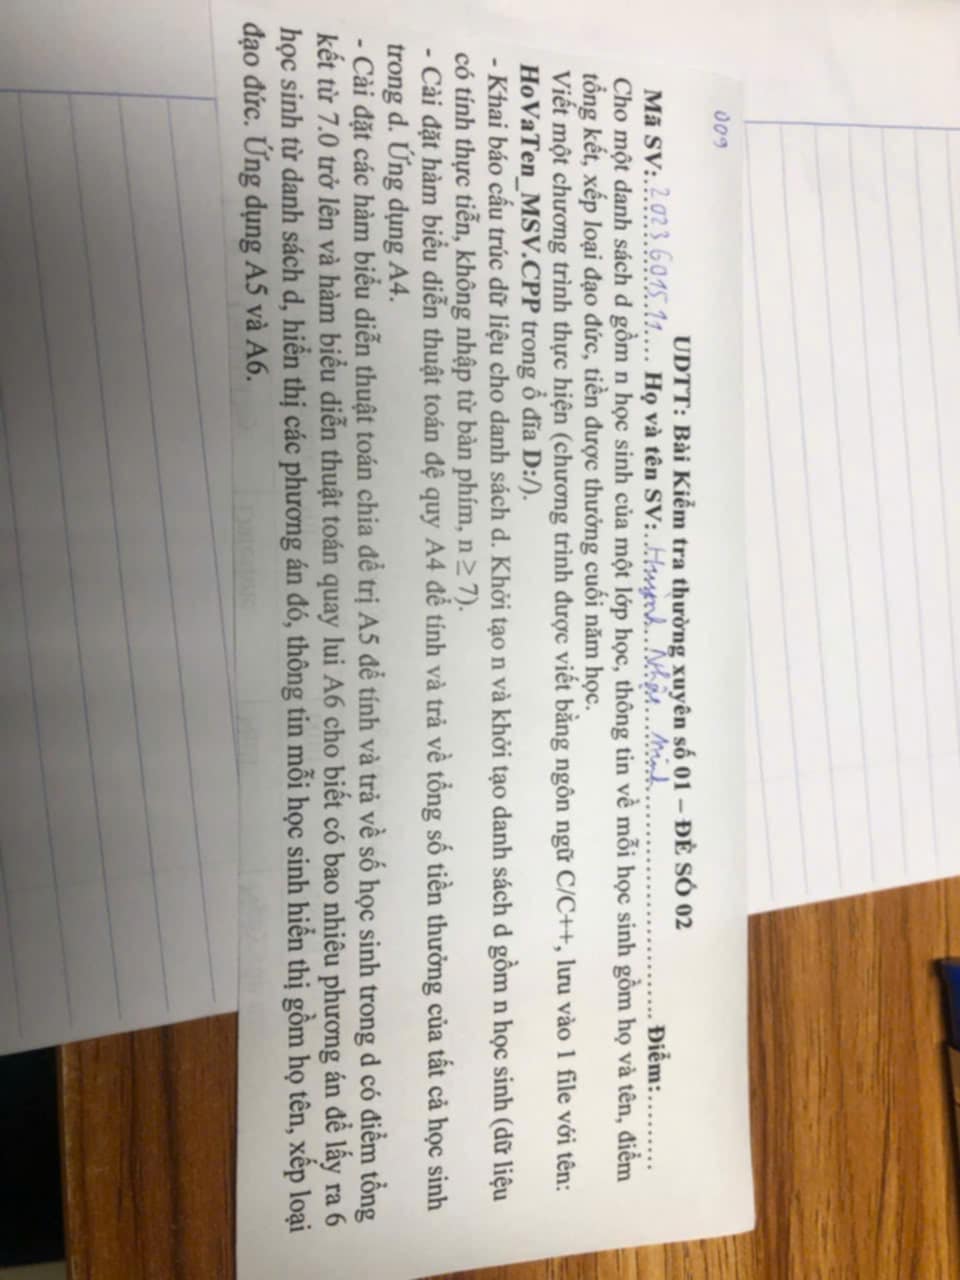 009
UDTT: Bài Kiểm tra thường xuyên số 01 – ĐỀ SỐ 02
Mã SV: 2023601511 Họ và tên SV: Huỳnh Nhật Minh Điểm:.........
Cho một danh sách d gồm n học sinh của một lớp học, thông tin về mỗi học sinh gồm họ và tên, điểm
tổng kết, xếp loại đạo đức, tiền được thưởng cuối năm học.
Viết một chương trình thực hiện (chương trình được viết bằng ngôn ngữ C/C++, lưu vào 1 file với tên:
HoVaTen_MSV.CPP trong ổ đĩa D:/).
- Khai báo cấu trúc dữ liệu cho danh sách d. Khởi tạo n và khởi tạo danh sách d gồm n học sinh (dữ liệu
có tính thực tiễn, không nhập từ bàn phím, n ≥ 7).
- Cài đặt hàm biểu diễn thuật toán đệ quy A4 để tính và trả về tổng số tiền thưởng của tất cả học sinh
trong d. Ứng dụng A4.
- Cài đặt các hàm biểu diễn thuật toán chia để trị A5 để tính và trả về số học sinh trong d có điểm tổng
kết từ 7.0 trở lên và hàm biểu diễn thuật toán quay lui A6 cho biết có bao nhiêu phương án để lấy ra 6
học sinh từ danh sách d, hiển thị các phương án đó, thông tin mỗi học sinh hiển thị gồm họ tên, xếp loại
đạo đức. Ứng dụng A5 và A6.